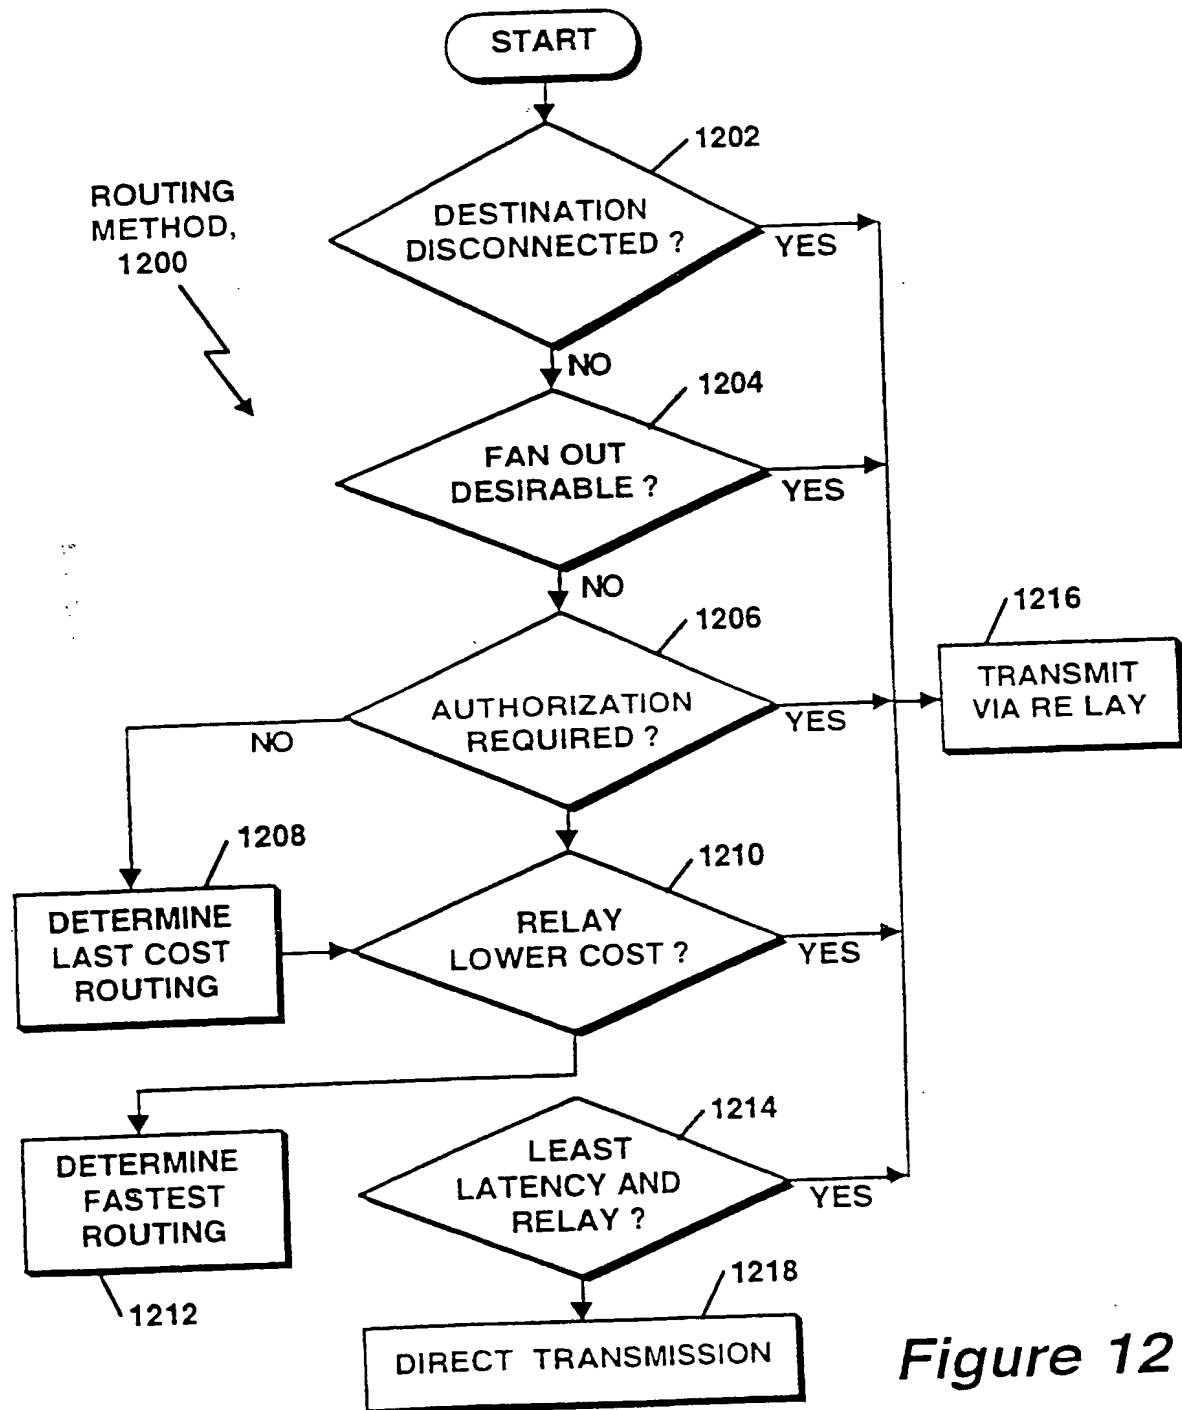 START
1202
ROUTING
METHOD,
1200
DESTINATION
DISCONNECTED ?
YES
NO
1204
FAN OUT
DESIRABLE ?
YES
NO
1206
1216
AUTHORIZATION
REQUIRED ?
YES
NO
TRANSMIT
VIA RE LAY
1208
1210
DETERMINE
LAST COST
ROUTING
RELAY
LOWER COST ?
YES
1214
DETERMINE
FASTEST
ROUTING
LEAST
LATENCY AND
RELAY ?
YES
1212
1218
DIRECT TRANSMISSION
Figure 12